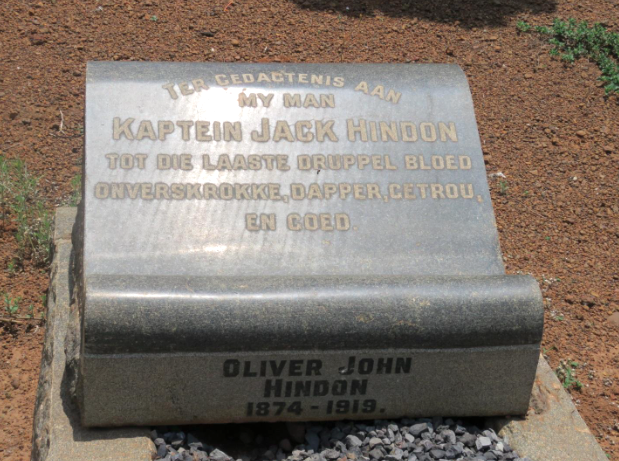 TER GEDACTENIS AAN
MY MAN
KAPTEIN JACK HINDON
TOT DIE LAASTE DRUPPEL BLOED
ONVERSKROKKE, DAPPER, GETROU,
EN GOED
OLIVER JOHN
HINDON
1874 - 1919.